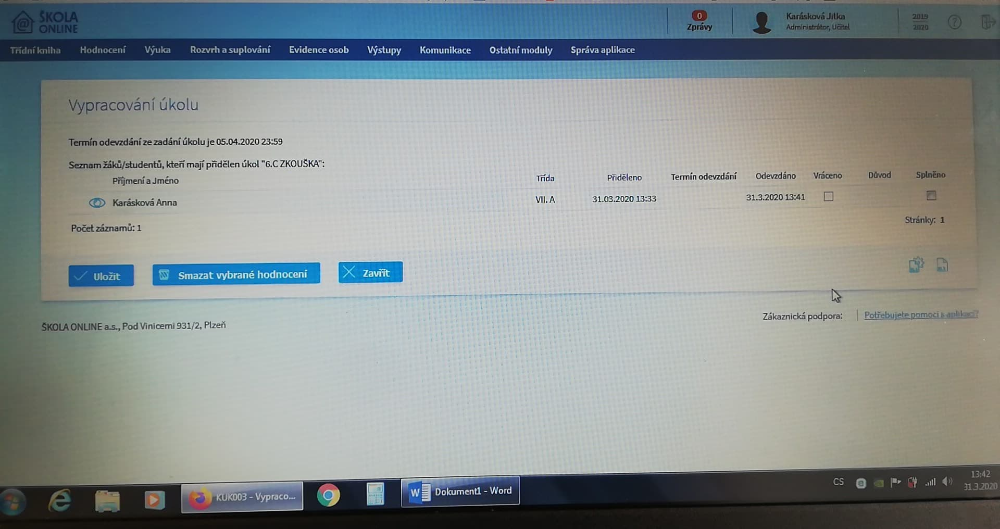 ŠKOLA
ONLINE
0
Zprávy
Karásková Jitka
Administrátor, Učitel
2019
2020
?
Třídní kniha Hodnocení Výuka Rozvrh a suplování Evidence osob Výstupy Komunikace Ostatní moduly Správa aplikace
Vypracování úkolu
Termín odevzdání ze zadání úkolu je 05.04.2020 23:59
Seznam žáků/studentů, kteří mají přidělen úkol "6.C ZKOUŠKA":
Příjmení a Jméno Třída Přiděleno Termín odevzdání Odevzdáno Vráceno Důvod Splněno
Karásková Anna VII. A 31.03.2020 13:33 31.3.2020 13:41
Počet záznamů: 1
Stránky: 1
Uložit Smazat vybrané hodnocení Zavřít
ŠKOLA ONLINE a.s., Pod Vinicemi 931/2, Plzeň
Zákaznická podpora: Potřebujete pomoci s aplikací?
KUK003 - Vypraco... Dokument1 - Word
CS
13:42
31.3.2020